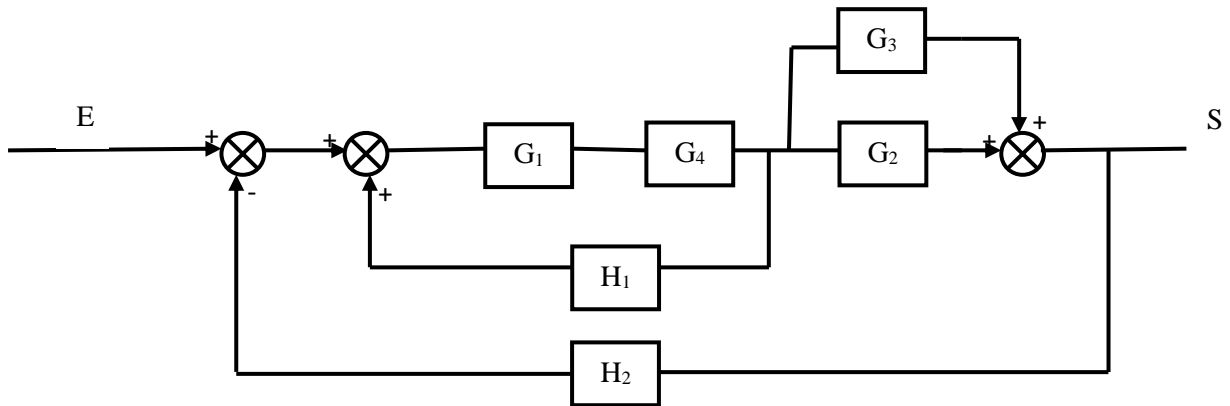 G₃
E
S
+
+
+
+
G₁
G₄
G₂
-
+
H₁
H₂